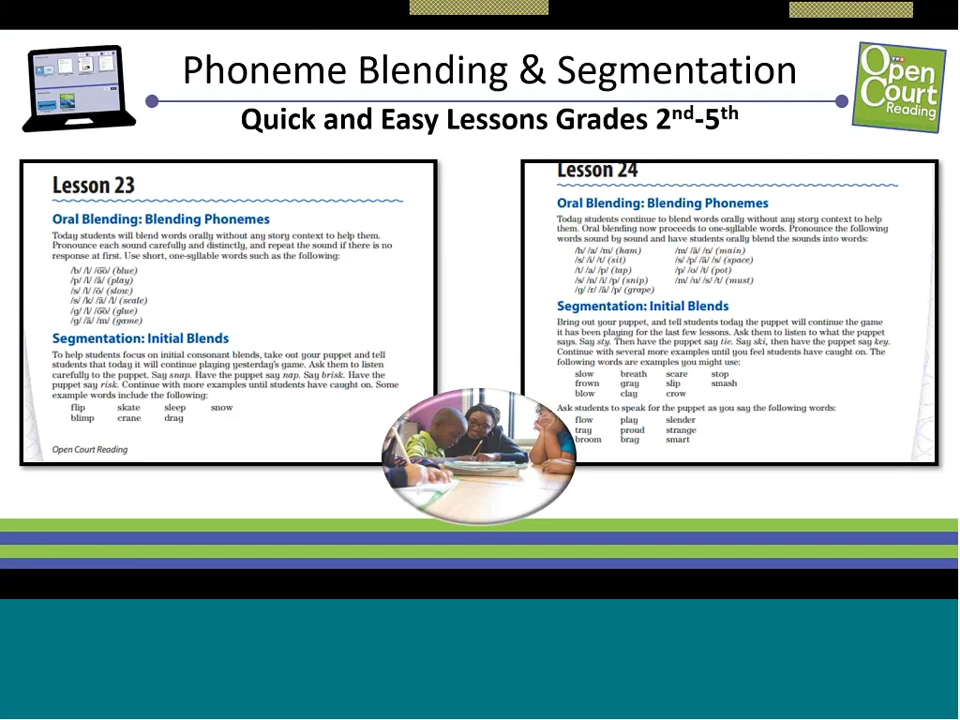 Phoneme Blending & Segmentation
Quick and Easy Lessons Grades 2nd-5th
Open
Court
Reading
Lesson 23
Oral Blending: Blending Phonemes
Today students will blend words orally without any story context to help them.
Pronounce each sound carefully and distinctly, and repeat the sound if there is no
response at first. Use short, one-syllable words such as the following:
/b/ /l/ /o͞o/ (blue)
/p/ /l/ /ā/ (play)
/s/ /l/ /ō/ (slow)
/s/ /k/ /ā/ /l/ (scale)
/g/ /l/ /o͞o/ (glue)
/g/ /ā/ /m/ (game)
Segmentation: Initial Blends
To help students focus on initial consonant blends, take out your puppet and tell
students that today it will continue playing yesterday's game. Ask them to listen
carefully to the puppet. Say snap. Have the puppet say nap. Say brisk. Have the
puppet say risk. Continue with more examples until students have caught on. Some
example words include the following:
flip skate sleep snow
blimp crane drag
Open Court Reading
Lesson 24
Oral Blending: Blending Phonemes
Today students continue to blend words orally without any story context to help
them. Oral blending now proceeds to one-syllable words. Pronounce the following
words sound by sound and have students orally blend the sounds into words:
/h/ /a/ /m/ (ham) /m/ /ā/ /n/ (main)
/s/ /i/ /t/ (sit) /s/ /p/ /ā/ /s/ (space)
/t/ /a/ /p/ (tap) /p/ /o/ /t/ (pot)
/s/ /n/ /i/ /p/ (snip) /m/ /u/ /s/ /t/ (must)
/g/ /r/ /ā/ /p/ (grape)
Segmentation: Initial Blends
Bring out your puppet, and tell students today the puppet will continue the game
it has been playing for the last few lessons. Ask them to listen to what the puppet
says. Say sty. Then have the puppet say tie. Say ski, then have the puppet say key.
Continue with several more examples until you feel students have caught on. The
following words are examples you might use:
slow breath scare stop
frown gray slip smash
blow clay crow
Ask students to speak for the puppet as you say the following words:
flow play slender
tray proud strange
broom brag smart